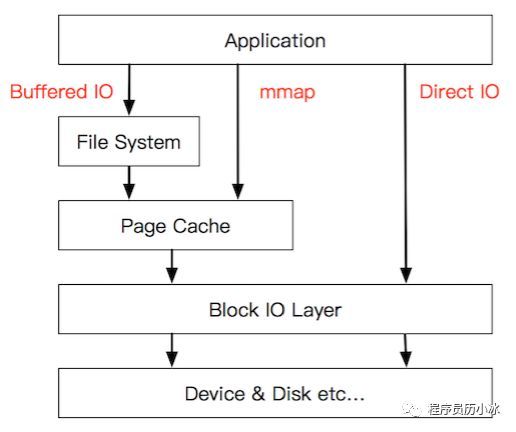 Application
Buffered IO
mmap
Direct IO
File System
Page Cache
Block IO Layer
Device & Disk etc...
程序员历小冰